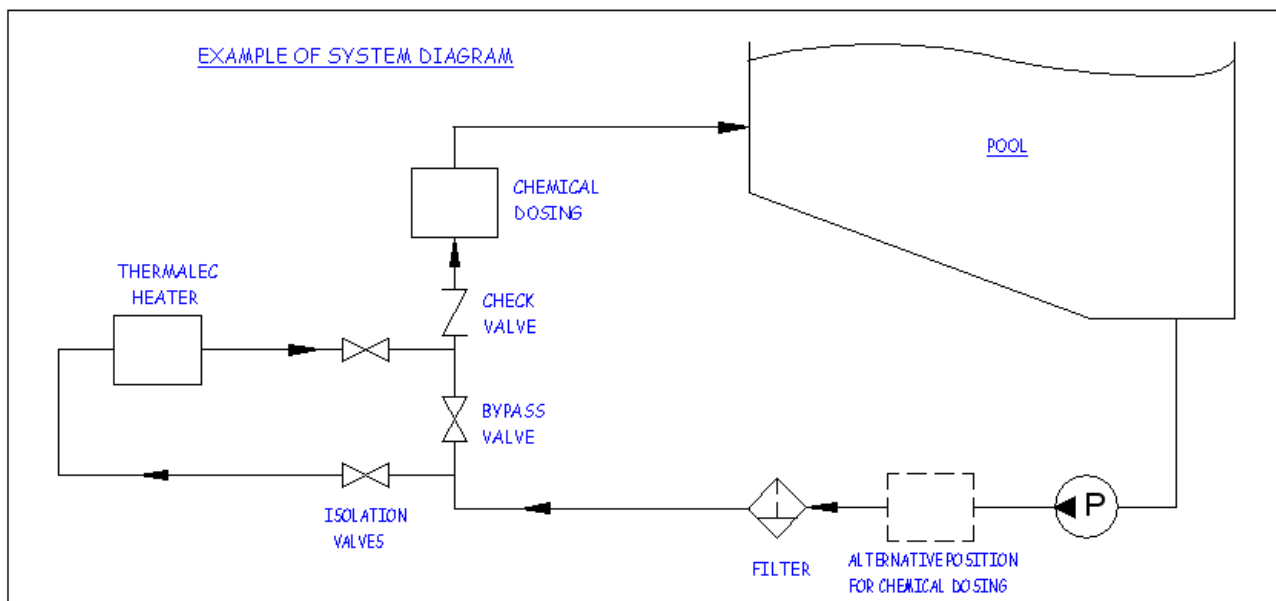 EXAMPLE OF SYSTEM DIAGRAM
POOL
CHEMICAL
DOSING
THERMALEC
HEATER
CHECK
VALVE
BYPASS
VALVE
ISOLATION
VALVES
P
FILTER
ALTERNATIVE POSITION
FOR CHEMICAL DOSING